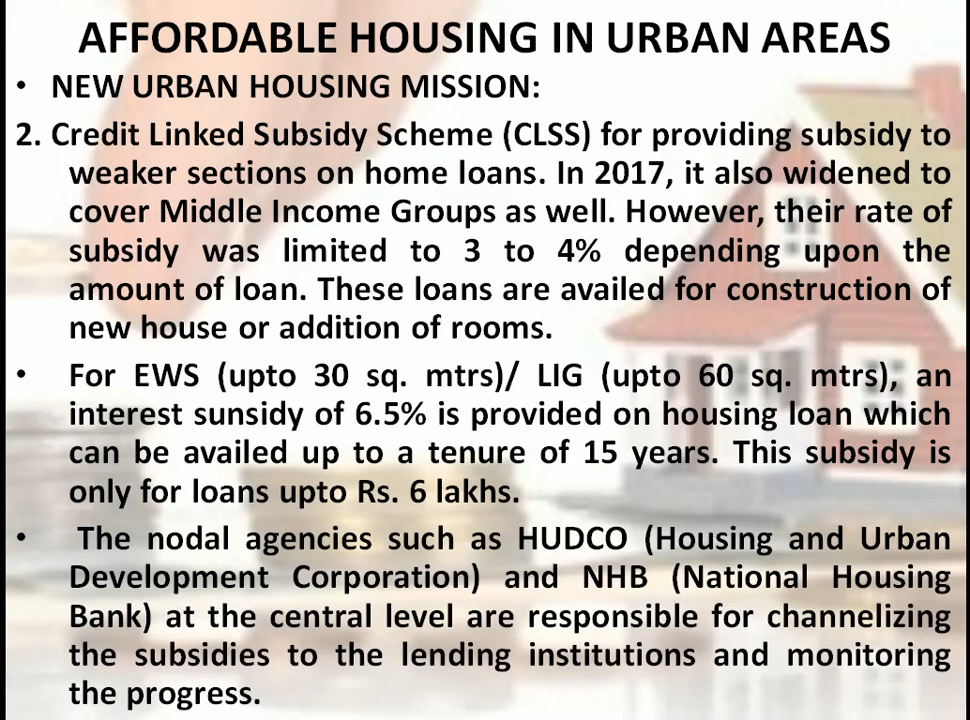 AFFORDABLE HOUSING IN URBAN AREAS
• NEW URBAN HOUSING MISSION:
2. Credit Linked Subsidy Scheme (CLSS) for providing subsidy to
weaker sections on home loans. In 2017, it also widened to
cover Middle Income Groups as well. However, their rate of
subsidy was limited to 3 to 4% depending upon the
amount of loan. These loans are availed for construction of
new house or addition of rooms.
• For EWS (upto 30 sq. mtrs)/ LIG (upto 60 sq. mtrs), an
interest sunsidy of 6.5% is provided on housing loan which
can be availed up to a tenure of 15 years. This subsidy is
only for loans upto Rs. 6 lakhs.
• The nodal agencies such as HUDCO (Housing and Urban
Development Corporation) and NHB (National Housing
Bank) at the central level are responsible for channelizing
the subsidies to the lending institutions and monitoring
the progress.